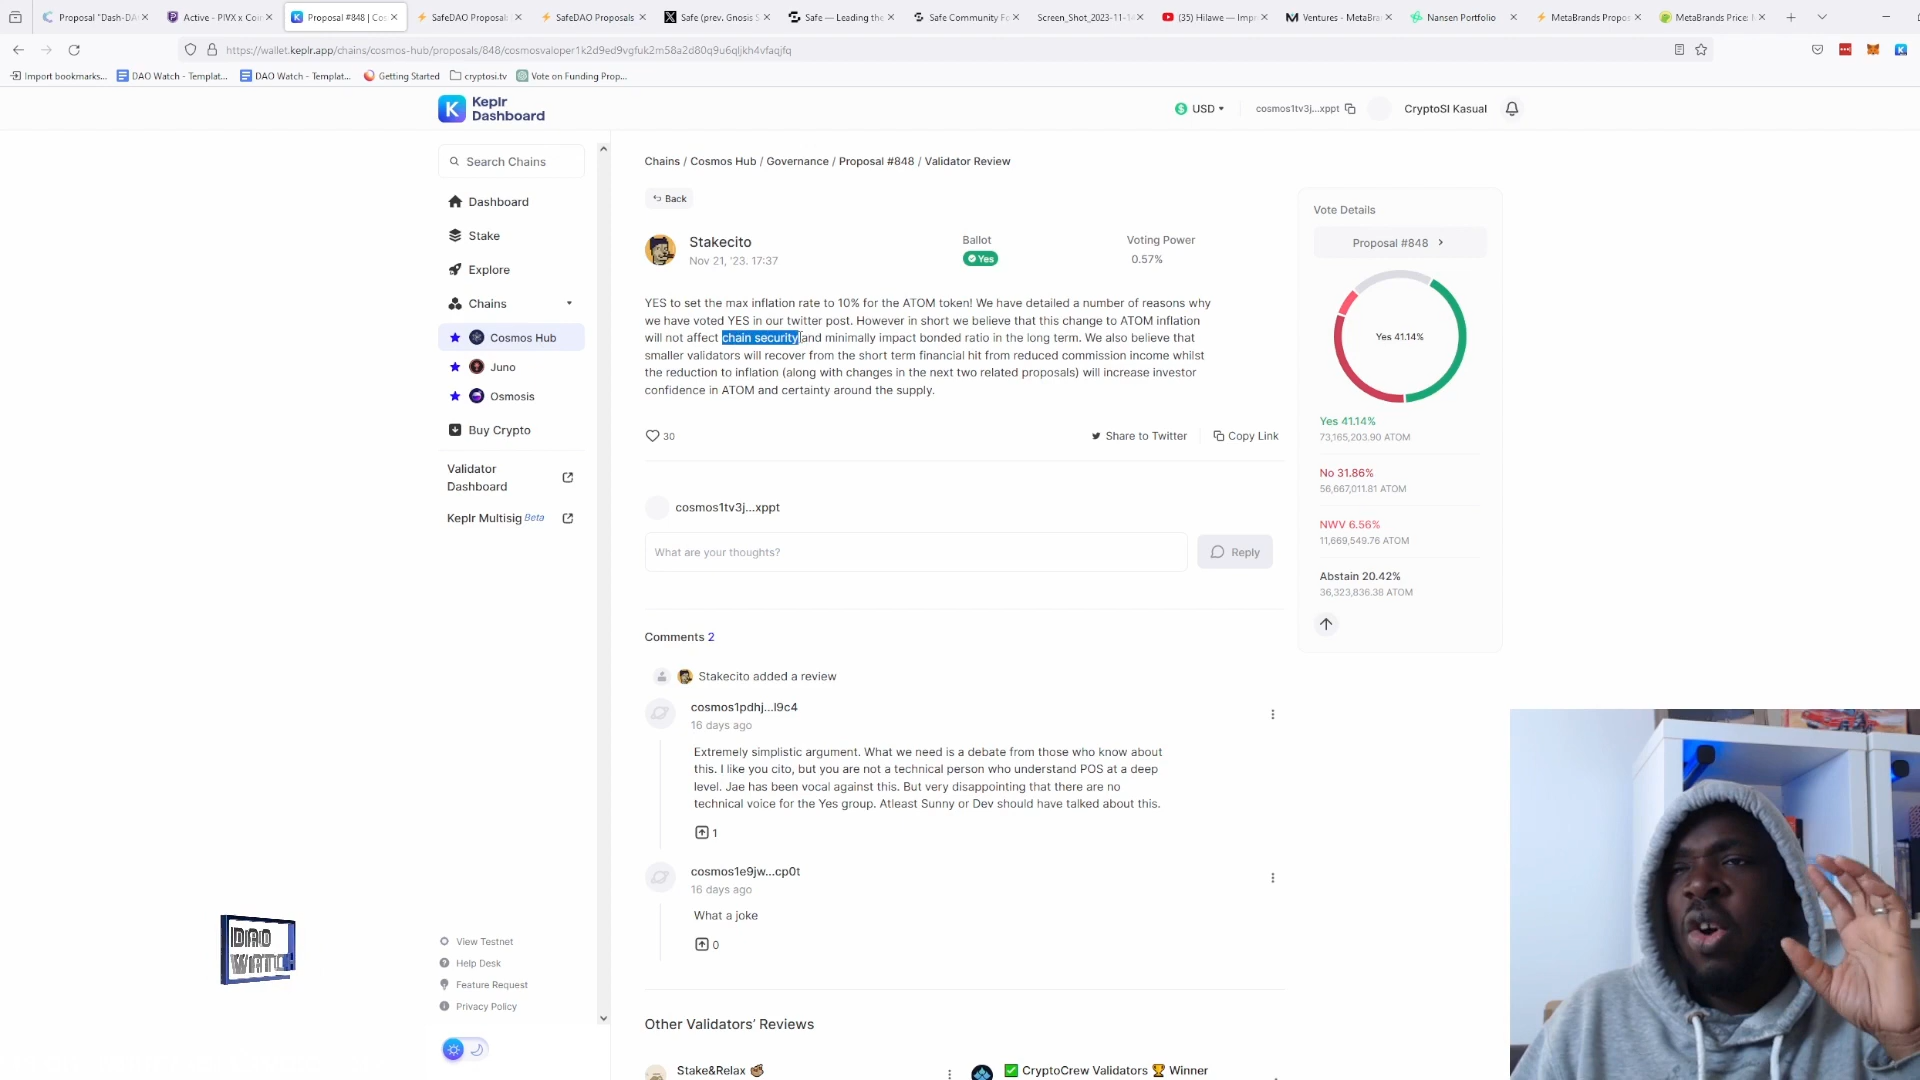 Proposal "Dash-DA
Active - PIVX x Coin
Proposal #848 | Cos
SafeDAO Proposal
SafeDAO Proposals
Safe (prev. Gnosis S
Safe — Leading the
Safe Community Fo
Screen_Shot_2023-11-1
(35) Hilawe — Impr
Ventures - MetaBra
Nansen Portfolio
MetaBrands Propo
MetaBrands Price:
https://wallet.keplr.app/chains/cosmos-hub/proposals/848/cosmosvaloper1k2d9ed9vgfuk2m58a2d80q9u6qljkh4vfaqjfq
Import bookmarks...
DAO Watch - Templat...
DAO Watch - Templat...
Getting Started
cryptosi.tv
Vote on Funding Prop...
Keplr
Dashboard
USD
cosmos1tv3j...xppt
CryptoSI Kasual
Search Chains
Dashboard
Stake
Explore
Chains
Cosmos Hub
Juno
Osmosis
Buy Crypto
Validator
Dashboard
Keplr Multisig Beta
View Testnet
Help Desk
Feature Request
Privacy Policy
DAO
WATCH
Chains / Cosmos Hub / Governance / Proposal #848 / Validator Review
Back
Stakecito
Nov 21, '23. 17:37
Ballot
Yes
Voting Power
0.57%
YES to set the max inflation rate to 10% for the ATOM token! We have detailed a number of reasons why
we have voted YES in our twitter post. However in short we believe that this change to ATOM inflation
will not affect chain security and minimally impact bonded ratio in the long term. We also believe that
smaller validators will recover from the short term financial hit from reduced commission income whilst
the reduction to inflation (along with changes in the next two related proposals) will increase investor
confidence in ATOM and certainty around the supply.
30
Share to Twitter
Copy Link
cosmos1tv3j...xppt
What are your thoughts?
Reply
Comments 2
Stakecito added a review
cosmos1pdhj...l9c4
16 days ago
Extremely simplistic argument. What we need is a debate from those who know about
this. I like you cito, but you are not a technical person who understand POS at a deep
level. Jae has been vocal against this. But very disappointing that there are no
technical voice for the Yes group. Atleast Sunny or Dev should have talked about this.
1
cosmos1e9jw...cp0t
16 days ago
What a joke
0
Other Validators' Reviews
Stake&Relax
CryptoCrew Validators 🏆 Winner
Vote Details
Proposal #848
Yes 41.14%
Yes 41.14%
73,165,203.90 ATOM
No 31.86%
56,667,011.81 ATOM
NWV 6.56%
11,669,549.76 ATOM
Abstain 20.42%
36,323,836.38 ATOM